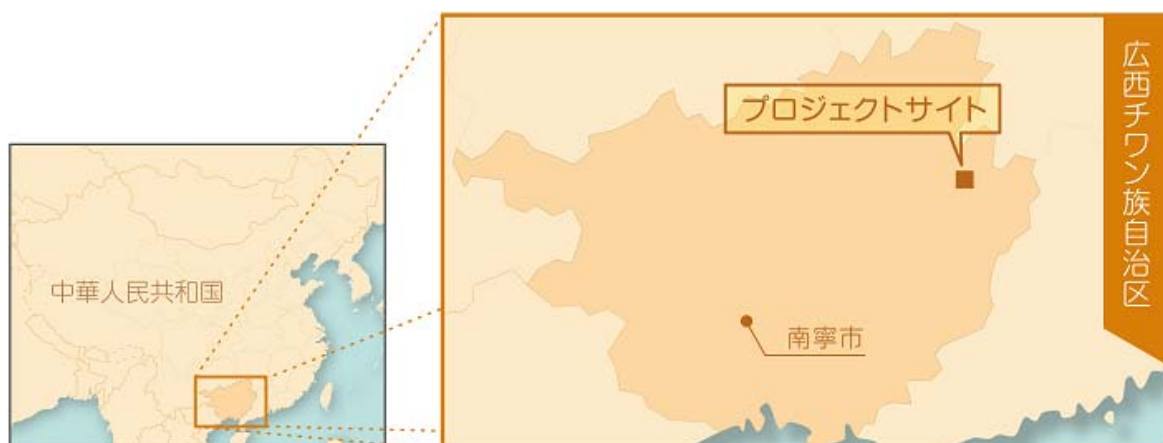 中華人民共和国
プロジェクトサイト
南寧市
広西チワン族自治区